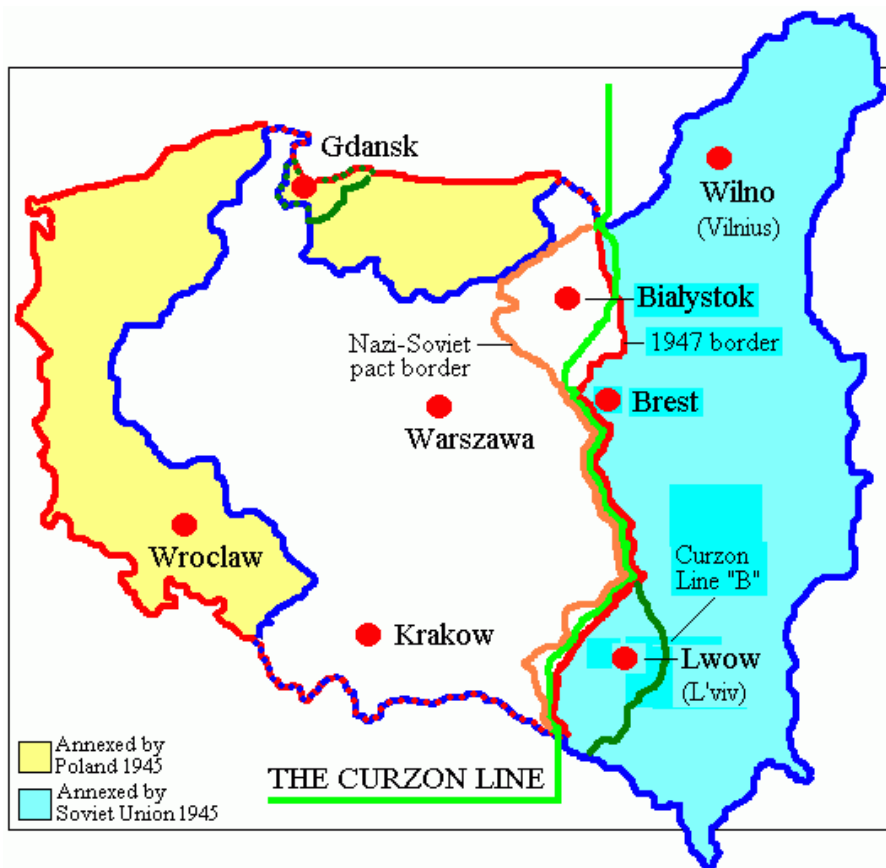 Gdansk
Wilno
(Vilnius)
Białystok
Nazi-Soviet
pact border
1947 border
Brest
Warszawa
Wroclaw
Curzon
Line "B"
Krakow
Lwow
(L'viv)
Annexed by
Poland 1945
THE CURZON LINE
Annexed by
Soviet Union 1945